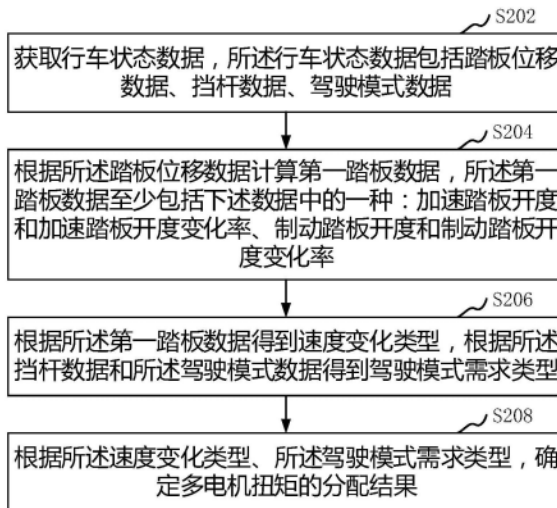 S202
获取行车状态数据，所述行车状态数据包括踏板位移
数据、挡杆数据、驾驶模式数据
S204
根据所述踏板位移数据计算第一踏板数据，所述第一
踏板数据至少包括下述数据中的一种：加速踏板开度
和加速踏板开度变化率、制动踏板开度和制动踏板开
度变化率
S206
根据所述第一踏板数据得到速度变化类型，根据所述
挡杆数据和所述驾驶模式数据得到驾驶模式需求类型
S208
根据所述速度变化类型、所述驾驶模式需求类型，确
定多电机扭矩的分配结果